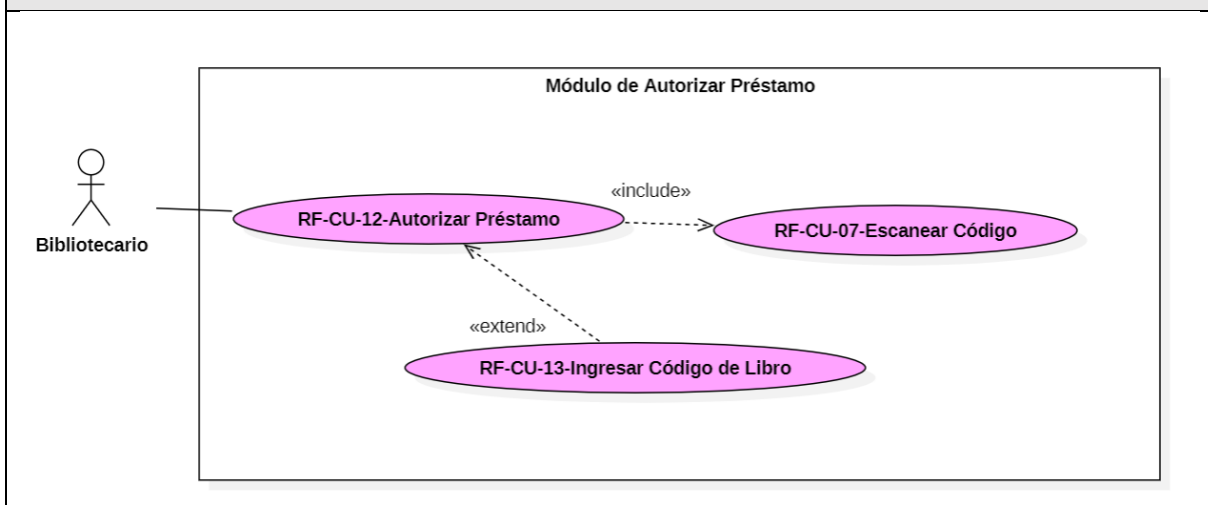 Módulo de Autorizar Préstamo
«include»
RF-CU-12-Autorizar Préstamo
RF-CU-07-Escanear Código
Bibliotecario
«extend»
RF-CU-13-Ingresar Código de Libro